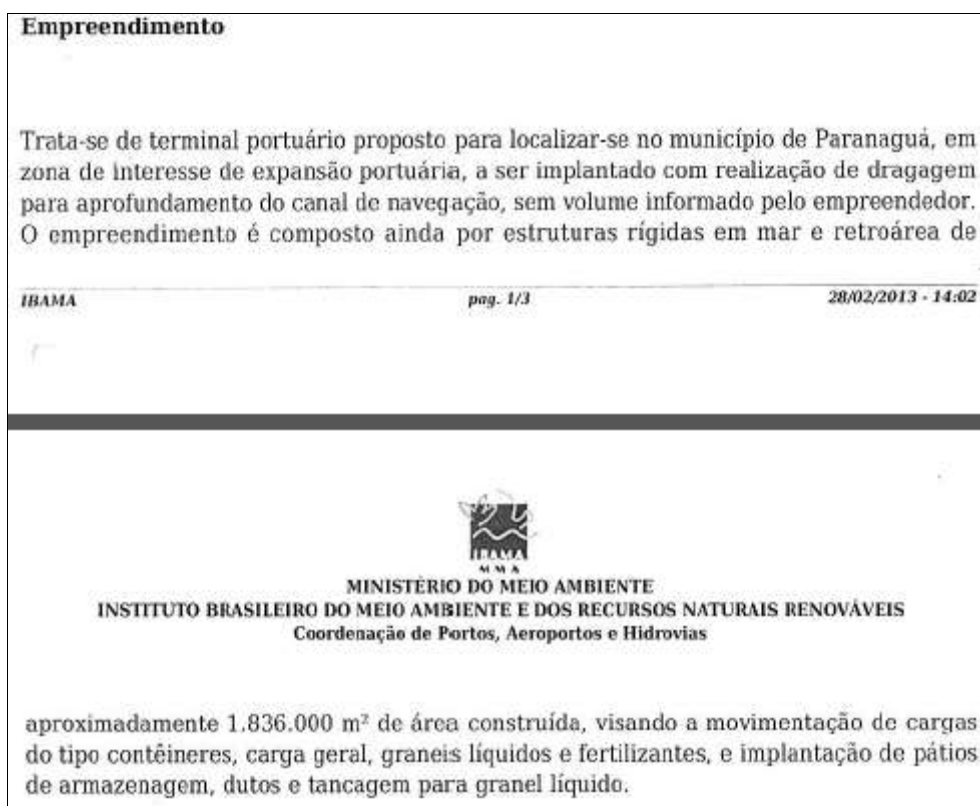 Empreendimento
Trata-se de terminal portuário proposto para localizar-se no município de Paranaguá, em
zona de interesse de expansão portuária, a ser implantado com realização de dragagem
para aprofundamento do canal de navegação, sem volume informado pelo empreendedor.
O empreendimento é composto ainda por estruturas rígidas em mar e retroárea de
IBAMA pag. 1/3 28/02/2013 - 14:02
IBAMA
M M A
MINISTÉRIO DO MEIO AMBIENTE
INSTITUTO BRASILEIRO DO MEIO AMBIENTE E DOS RECURSOS NATURAIS RENOVÁVEIS
Coordenação de Portos, Aeroportos e Hidrovias
aproximadamente 1.836.000 m² de área construída, visando a movimentação de cargas
do tipo contêineres, carga geral, graneis líquidos e fertilizantes, e implantação de pátios
de armazenagem, dutos e tancagem para granel líquido.